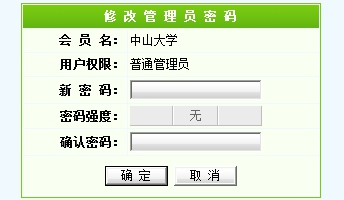 修改管理员密码
会 员 名： 中山大学
用户权限： 普通管理员
新 密 码：
密码强度： 无
确认密码：
确 定 取 消